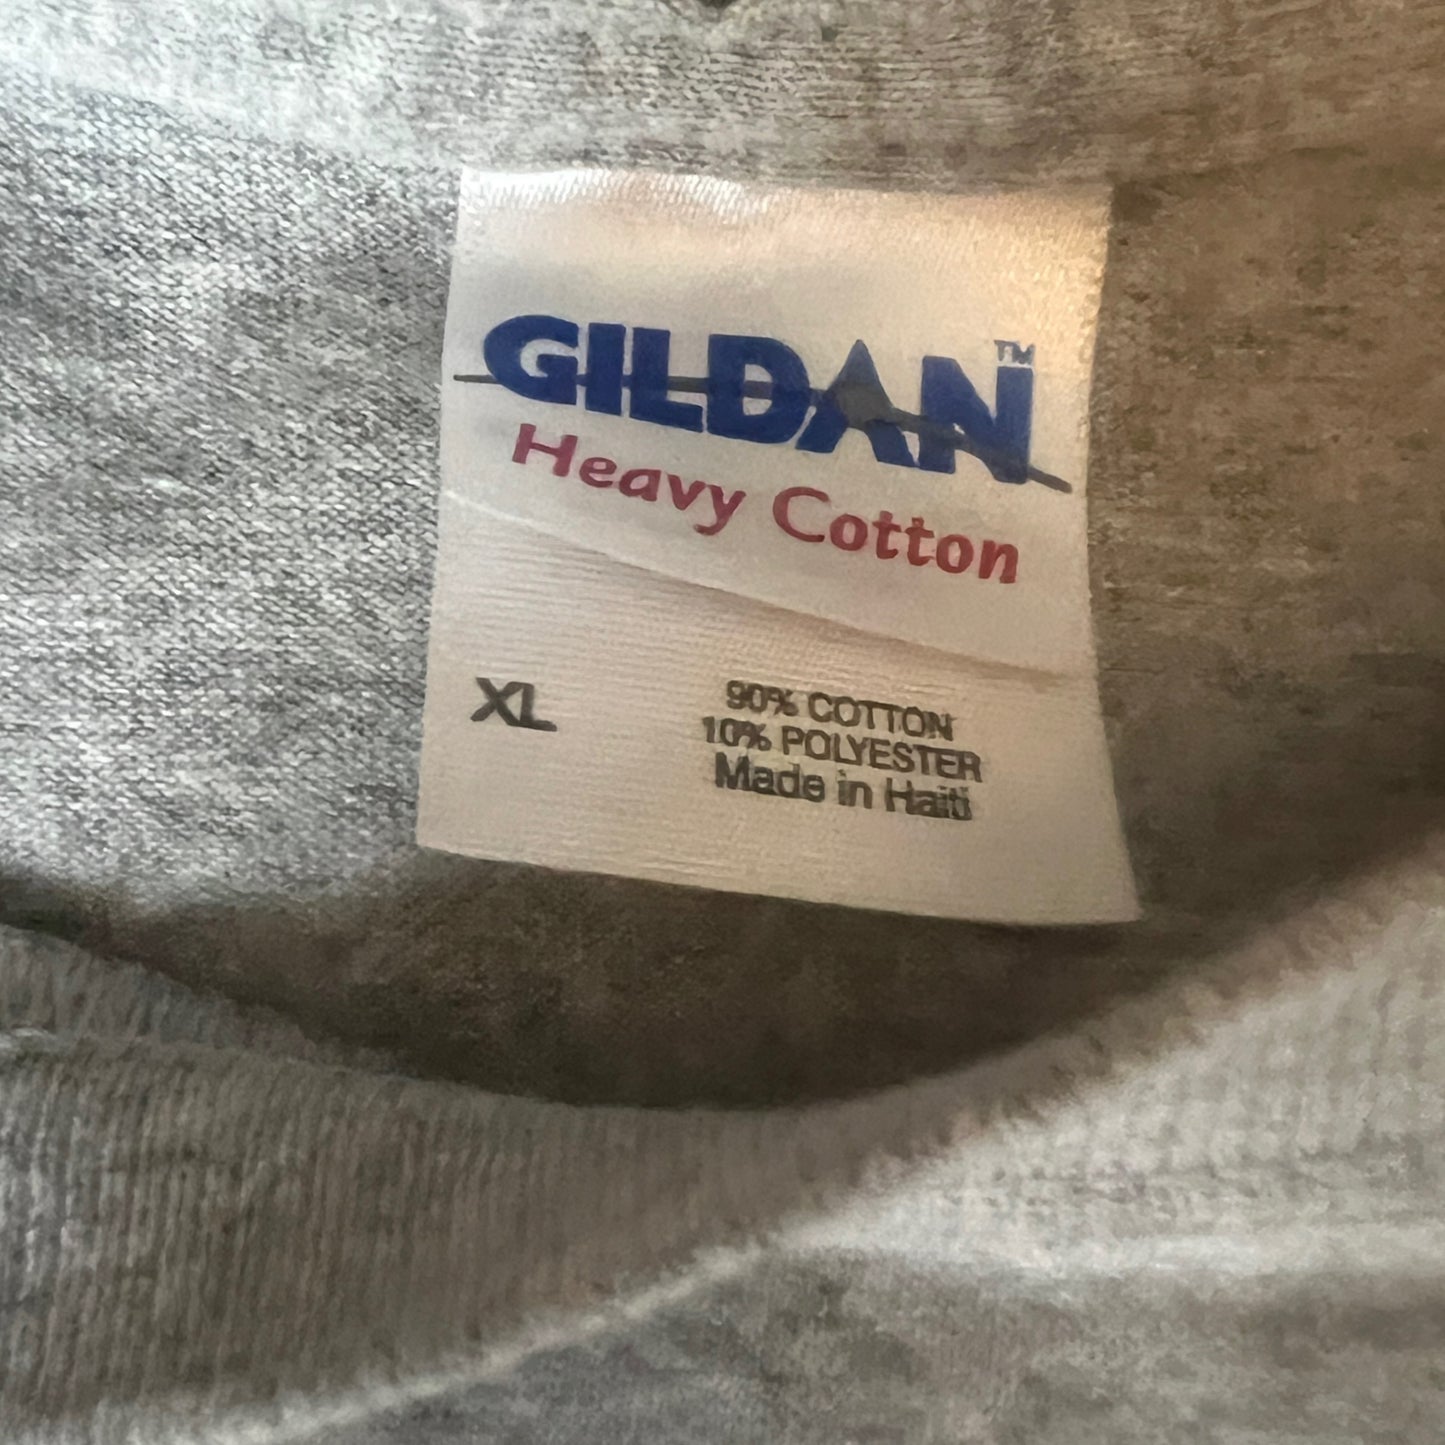 GILDAN™
Heavy Cotton
XL
90% COTTON
10% POLYESTER
Made in Haiti